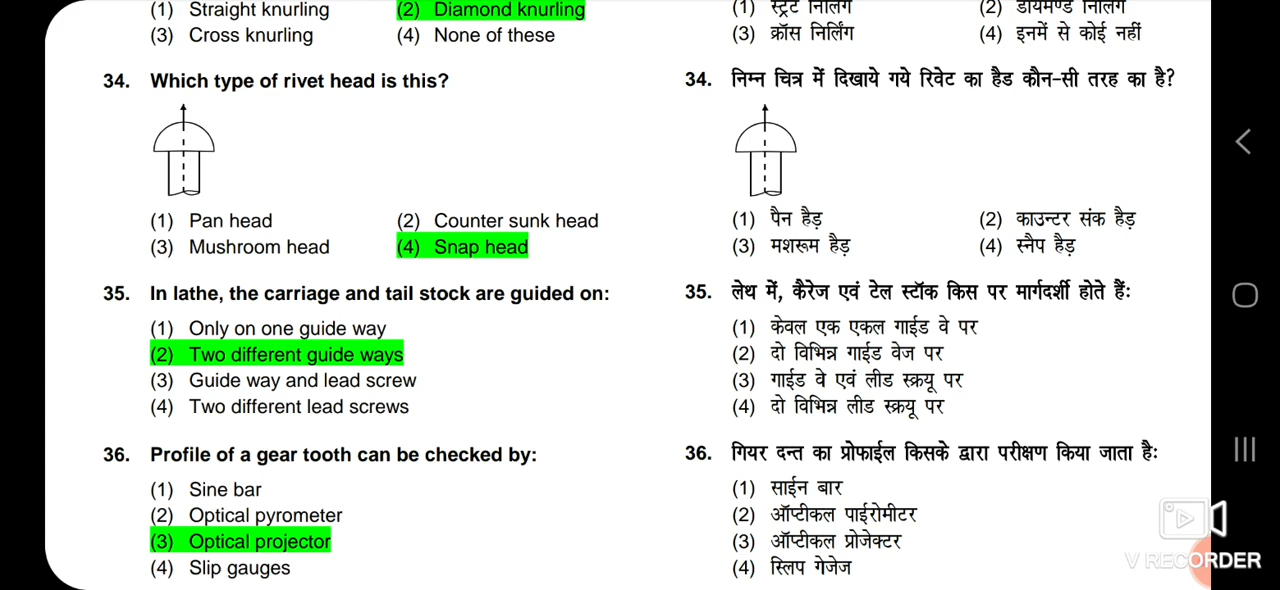 (1) Straight knurling (2) Diamond knurling
(3) Cross knurling (4) None of these
34. Which type of rivet head is this?
(1) Pan head (2) Counter sunk head
(3) Mushroom head (4) Snap head
35. In lathe, the carriage and tail stock are guided on:
(1) Only on one guide way
(2) Two different guide ways
(3) Guide way and lead screw
(4) Two different lead screws
36. Profile of a gear tooth can be checked by:
(1) Sine bar
(2) Optical pyrometer
(3) Optical projector
(4) Slip gauges
(1) स्ट्रेट निर्लिंग (2) डायमण्ड निर्लिंग
(3) क्रॉस निर्लिंग (4) इनमें से कोई नहीं
34. निम्न चित्र में दिखाये गये रिवेट का हैड कौन-सी तरह का है?
(1) पैन हैड़ (2) काउन्टर संक हैड़
(3) मशरूम हैड़ (4) स्नैप हैड़
35. लेथ में, कैरेज एवं टेल स्टॉक किस पर मार्गदर्शी होते हैं:
(1) केवल एक एकल गाईड वे पर
(2) दो विभिन्न गाईड वेज पर
(3) गाईड वे एवं लीड स्क्रयू पर
(4) दो विभिन्न लीड स्क्रयू पर
36. गियर दन्त का प्रोफाईल किसके द्वारा परीक्षण किया जाता है:
(1) साईन बार
(2) ऑप्टीकल पाईरोमीटर
(3) ऑप्टीकल प्रोजेक्टर
(4) स्लिप गेजेज
V RECORDER